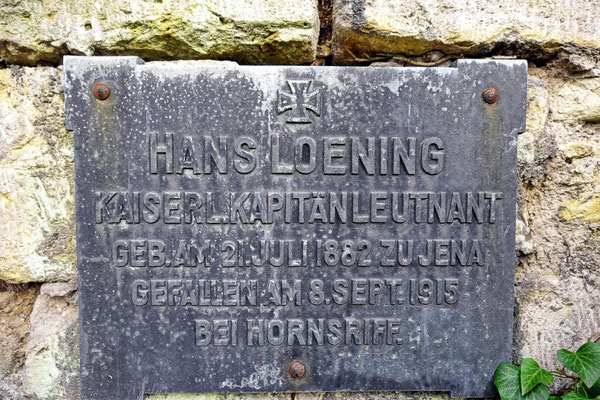 HANS LOENING
KAISERL. KAPITÄNLEUTNANT
GEB. AM 21. JULI 1882 ZU JENA
GEFALLEN AM 8. SEPT. 1915
BEI HORNSRIFF.